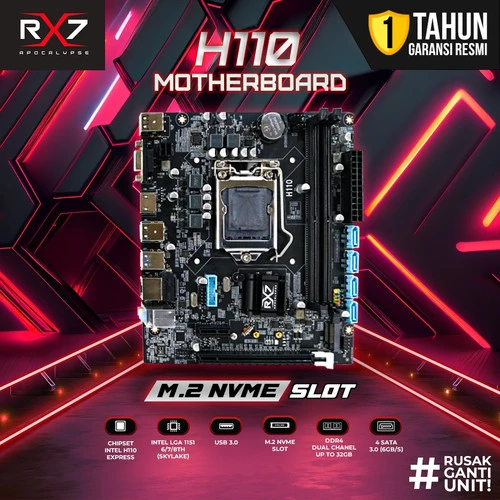 RX7
APOCALYPSE
H110
MOTHERBOARD
1 TAHUN
GARANSI RESMI
H110
RX7
M.2 NVME SLOT
CHIPSET
INTEL H110
EXPRESS
INTEL LGA 1151
6/7/8TH
(SKYLAKE)
USB 3.0
M.2 NVME
SLOT
DDR4
DUAL CHANEL
UP TO 32GB
4 SATA
3.0 (6GB/S)
#RUSAK
GANTI
UNIT!